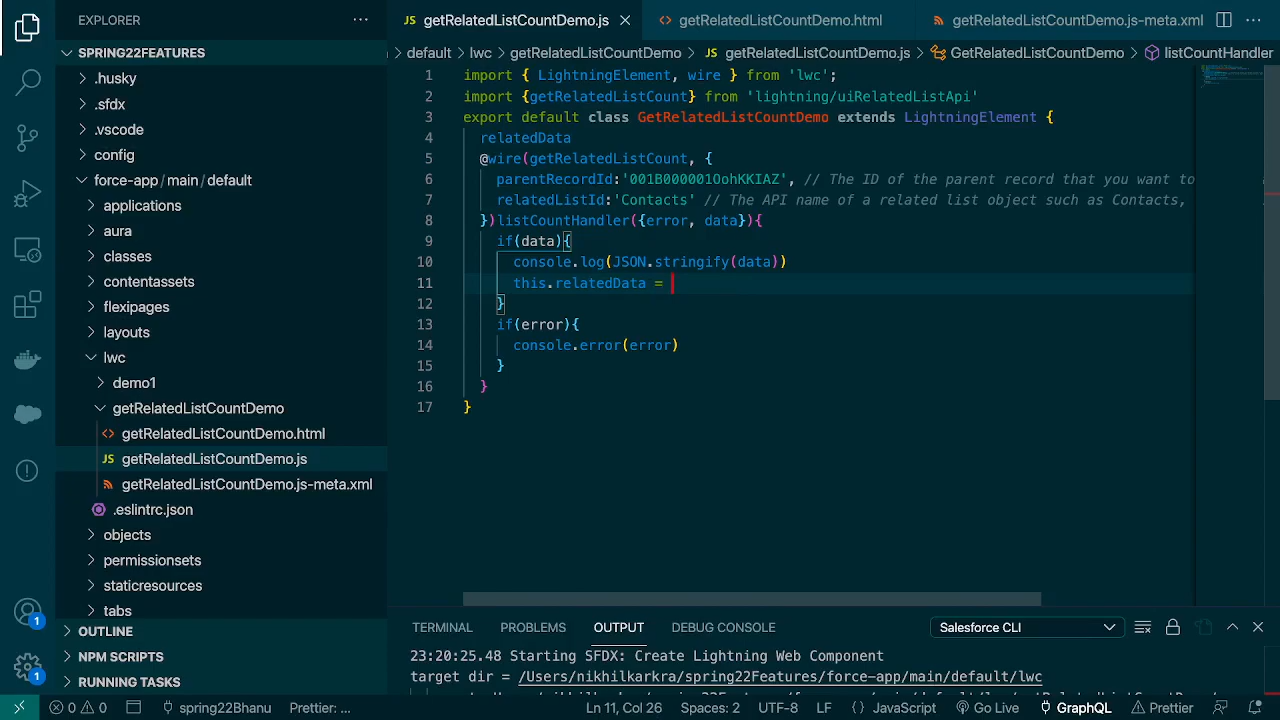 EXPLORER
SPRING22FEATURES
.husky
.sfdx
.vscode
config
force-app/main/default
applications
aura
classes
contentassets
flexipages
layouts
lwc
demo1
getRelatedListCountDemo
getRelatedListCountDemo.html
JS getRelatedListCountDemo.js
getRelatedListCountDemo.js-meta.xml
.eslintrc.json
objects
permissionsets
staticresources
tabs
OUTLINE
NPM SCRIPTS
RUNNING TASKS
1
1
JS getRelatedListCountDemo.js
getRelatedListCountDemo.html
getRelatedListCountDemo.js-meta.xml
default > lwc > getRelatedListCountDemo > JS getRelatedListCountDemo.js > GetRelatedListCountDemo > listCountHandler
1 import { LightningElement, wire } from 'lwc';
2 import {getRelatedListCount} from 'lightning/uiRelatedListApi'
3 export default class GetRelatedListCountDemo extends LightningElement {
4 relatedData
5 @wire(getRelatedListCount, {
6 parentRecordId:'001B000001OohKKIAZ', // The ID of the parent record that you want to
7 relatedListId:'Contacts' // The API name of a related list object such as Contacts,
8 })listCountHandler({error, data}){
9 if(data){
10 console.log(JSON.stringify(data))
11 this.relatedData =
12 }
13 if(error){
14 console.error(error)
15 }
16 }
17 }
TERMINAL PROBLEMS OUTPUT DEBUG CONSOLE Salesforce CLI
23:20:25.48 Starting SFDX: Create Lightning Web Component
target dir = /Users/nikhilkarkra/spring22Features/force-app/main/default/lwc
0 0 spring22Bhanu Prettier: ... Ln 11, Col 26 Spaces: 2 UTF-8 LF {} JavaScript Go Live GraphQL Prettier